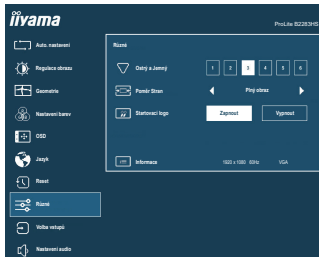 iiyama
ProLite B2283HS
Auto. nastavení
Regulace obrazu
Geometrie
Nastavení barev
OSD
Jazyk
Reset
Různé
Volba vstupů
Nastavení audio
Různé
Ostrý a Jemný 1 2 3 4 5 6
Poměr Stran Plný obraz
Startovací logo Zapnout Vypnout
Informace 1920 x 1080 60Hz VGA